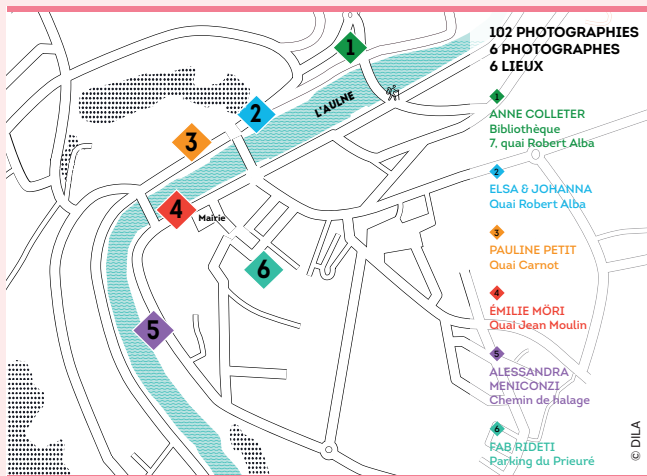 102 PHOTOGRAPHIES
6 PHOTOGRAPHES
6 LIEUX
1
ANNE COLLETER
Bibliothèque
7, quai Robert Alba
2
ELSA & JOHANNA
Quai Robert Alba
3
PAULINE PETIT
Quai Carnot
4
ÉMILIE MÖRI
Quai Jean Moulin
5
ALESSANDRA
MENICONZI
Chemin de halage
6
FAB RIDETI
Parking du Prieuré
© DILA
1
L'AULNE
2
3
4
Mairie
6
5